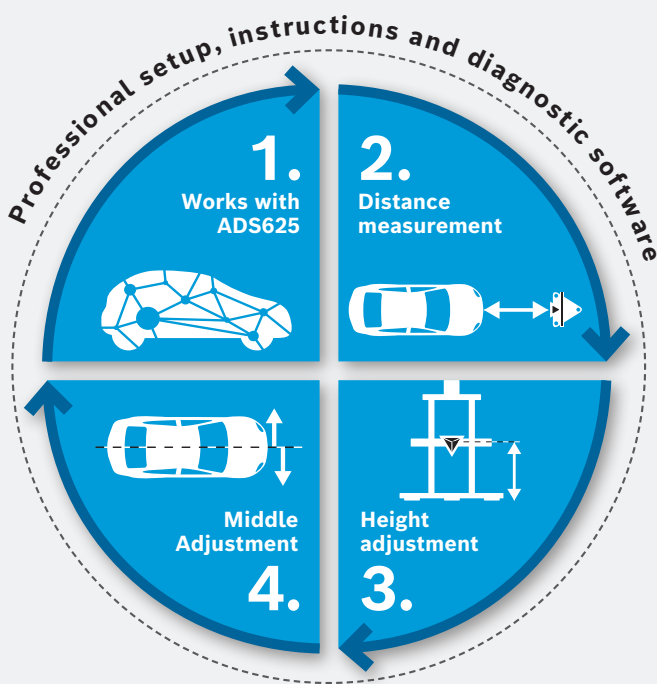 Professional setup, instructions and diagnostic software
1.
Works with
ADS625
2.
Distance
measurement
Height
adjustment
3.
Middle
Adjustment
4.